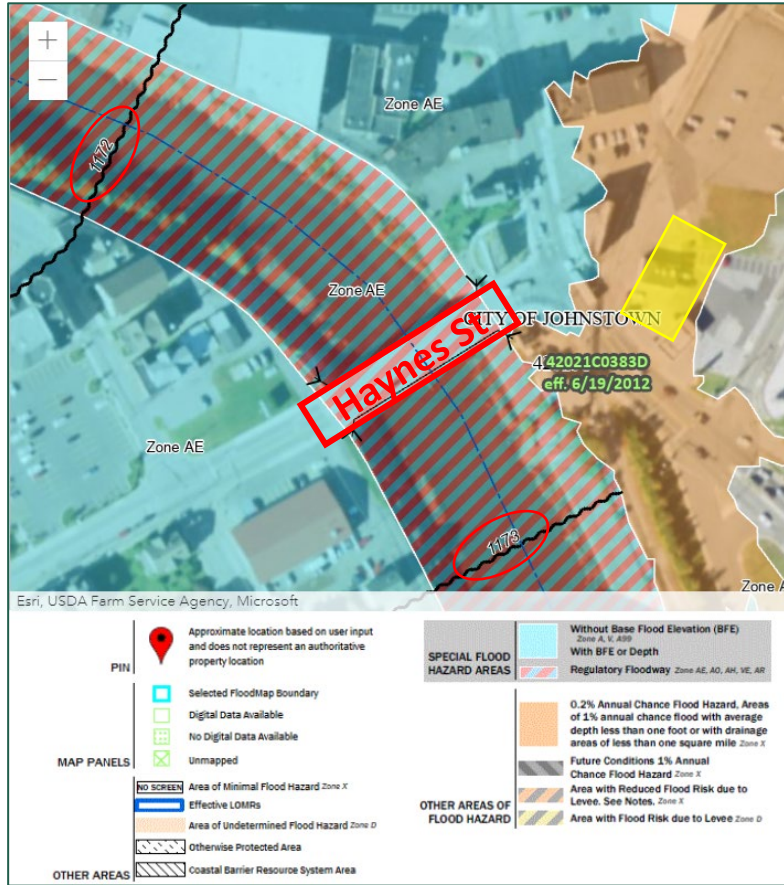 +
−
Zone AE
1172
Zone AE
CITY OF JOHNSTOWN
Haynes St
42021C0383D
eff. 6/19/2012
Zone AE
1173
Zone A
Esri, USDA Farm Service Agency, Microsoft
PIN
Approximate location based on user input
and does not represent an authoritative
property location
MAP PANELS
Selected FloodMap Boundary
Digital Data Available
No Digital Data Available
Unmapped
OTHER AREAS
NO SCREEN Area of Minimal Flood Hazard Zone X
Effective LOMRs
Area of Undetermined Flood Hazard Zone D
Otherwise Protected Area
Coastal Barrier Resource System Area
SPECIAL FLOOD
HAZARD AREAS
Without Base Flood Elevation (BFE)
Zone A, V, A99
With BFE or Depth
Regulatory Floodway Zone AE, AO, AH, VE, AR
OTHER AREAS OF
FLOOD HAZARD
0.2% Annual Chance Flood Hazard, Areas
of 1% annual chance flood with average
depth less than one foot or with drainage
areas of less than one square mile Zone X
Future Conditions 1% Annual
Chance Flood Hazard Zone X
Area with Reduced Flood Risk due to
Levee. See Notes. Zone X
Area with Flood Risk due to Levee Zone D